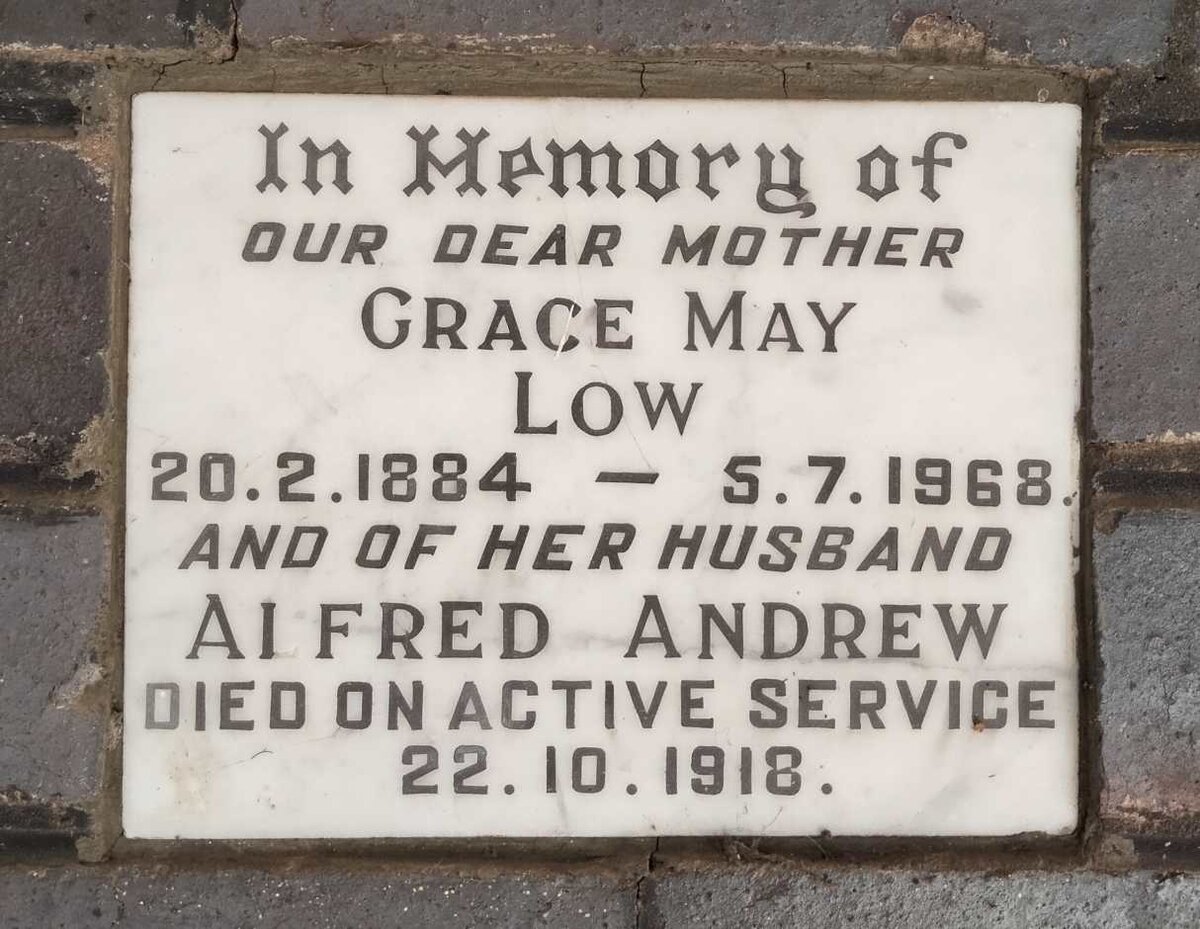 In Memory of
OUR DEAR MOTHER
GRACE MAY
LOW
20.2.1884 — 5.7.1968.
AND OF HER HUSBAND
ALFRED ANDREW
DIED ON ACTIVE SERVICE
22.10.1918.